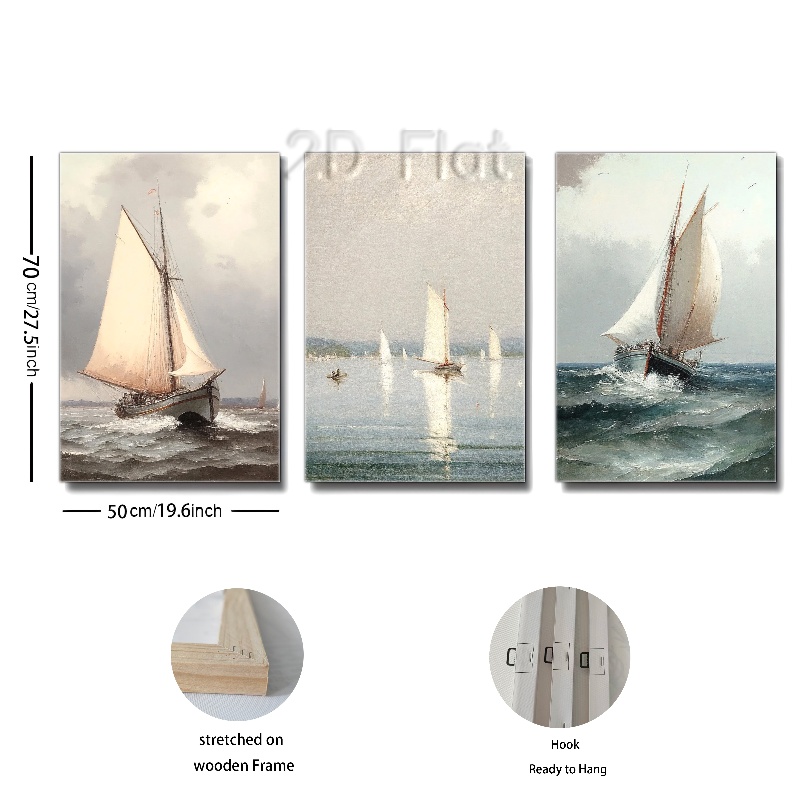 2D Flat
70 cm/27.5inch
50 cm/19.6inch
stretched on
wooden Frame
Hook
Ready to Hang